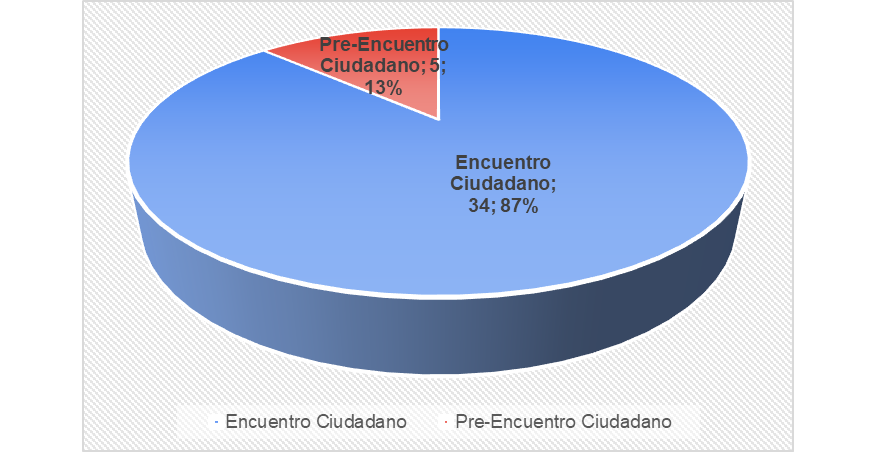 Pre-Encuentro
Ciudadano; 5;
13%
Encuentro
Ciudadano;
34; 87%
Encuentro Ciudadano
Pre-Encuentro Ciudadano